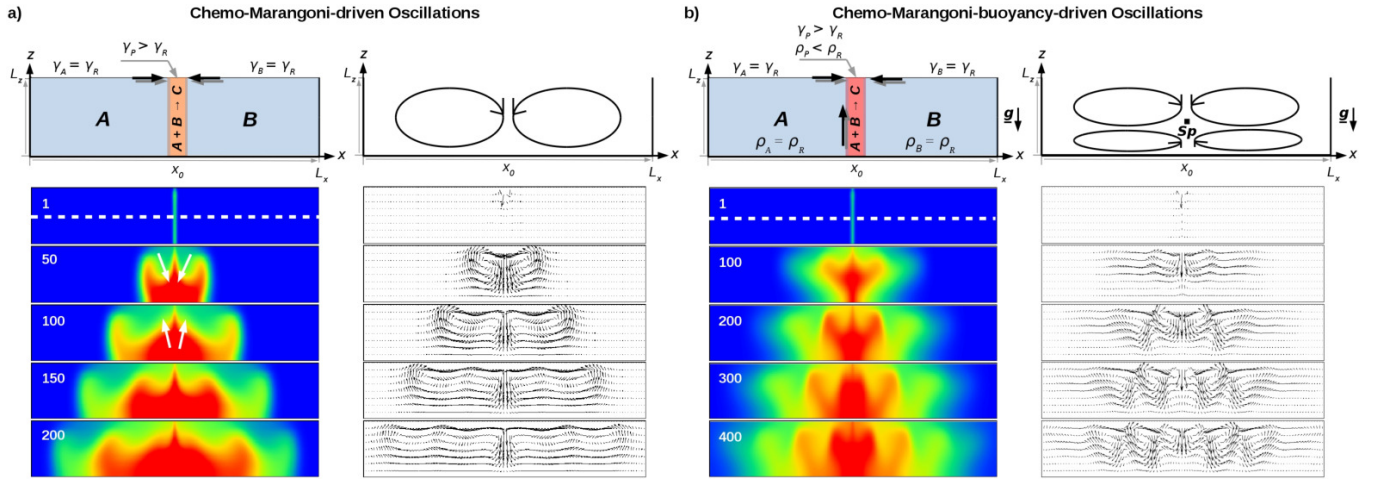 a)
Chemo-Marangoni-driven Oscillations
z
γA = γR
γP > γR
γB = γR
Lz
A
A + B → C
B
x
x0
Lx
z
Lz
x
x0
Lx
1
50
100
150
200
b)
Chemo-Marangoni-buoyancy-driven Oscillations
z
γA = γR
γP > γR
ρP < ρR
γB = γR
Lz
A
A + B → C
B
g
ρA = ρR
ρB = ρR
x
x0
Lx
z
Lz
Sp
g
x
x0
Lx
1
100
200
300
400